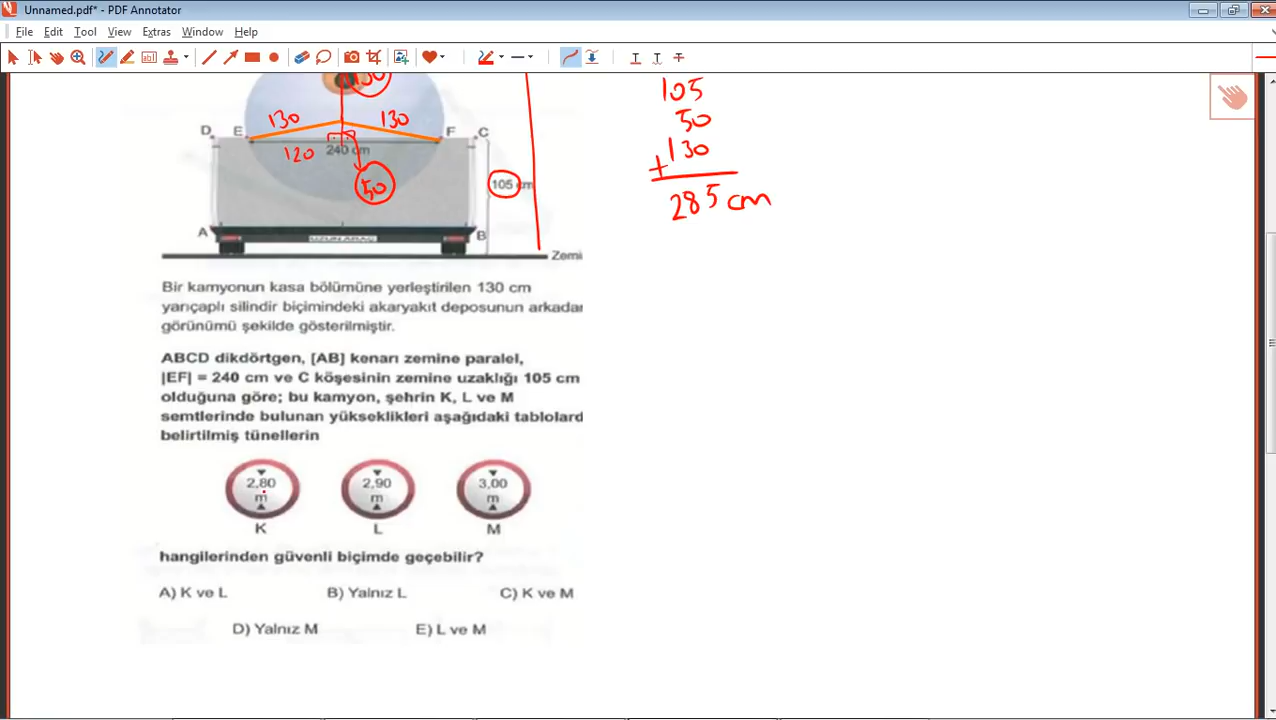 Unnamed.pdf* - PDF Annotator
File Edit Tool View Extras Window Help
130
130 130
D E F C
120 240 cm
50
105 cm
A B
UZUN ARAÇ
Zemi
105
50
+130
285 cm
Bir kamyonun kasa bölümüne yerleştirilen 130 cm
yarıçaplı silindir biçimindeki akaryakıt deposunun arkadar
görünümü şekilde gösterilmiştir.
ABCD dikdörtgen, [AB] kenarı zemine paralel,
|EF| = 240 cm ve C köşesinin zemine uzaklığı 105 cm
olduğuna göre; bu kamyon, şehrin K, L ve M
semtlerinde bulunan yükseklikleri aşağıdaki tablolard
belirtilmiş tünellerin
2,80 m 2,90 m 3,00 m
K L M
hangilerinden güvenli biçimde geçebilir?
A) K ve L B) Yalnız L C) K ve M
D) Yalnız M E) L ve M